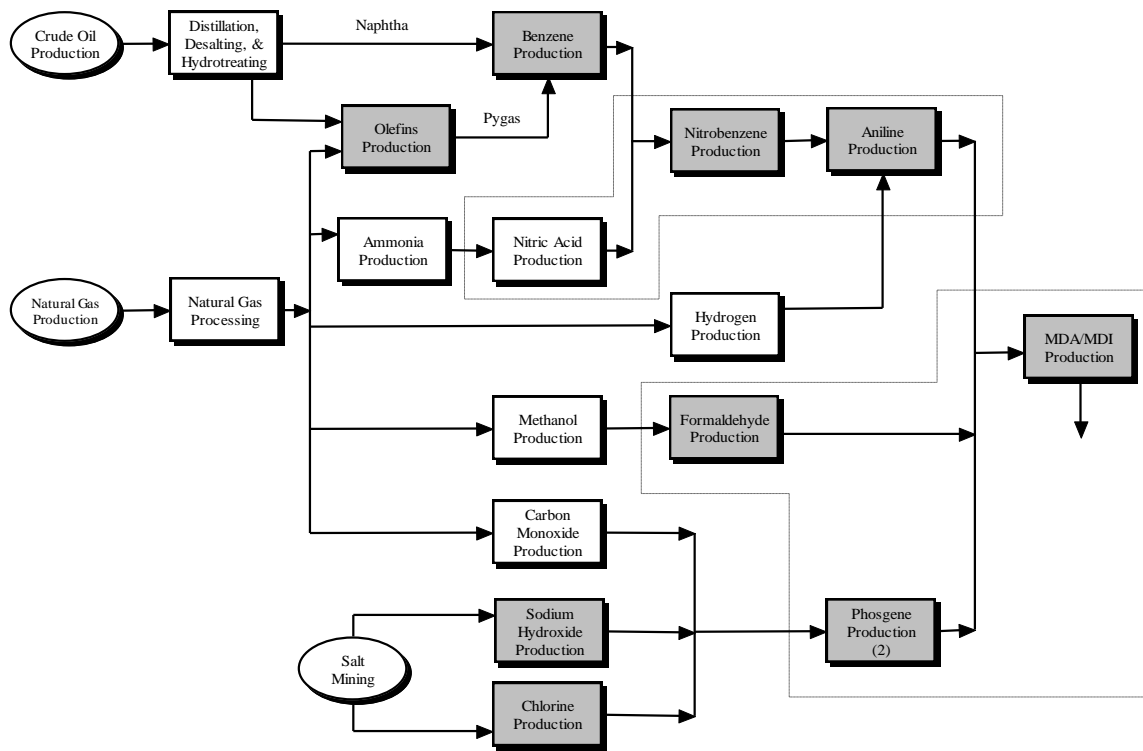 Crude Oil
Production
Distillation,
Desalting, &
Hydrotreating
Naphtha
Benzene
Production
Olefins
Production
Pygas
Nitrobenzene
Production
Aniline
Production
Ammonia
Production
Nitric Acid
Production
Natural Gas
Production
Natural Gas
Processing
Hydrogen
Production
MDA/MDI
Production
Methanol
Production
Formaldehyde
Production
Carbon
Monoxide
Production
Sodium
Hydroxide
Production
Phosgene
Production
(2)
Salt
Mining
Chlorine
Production